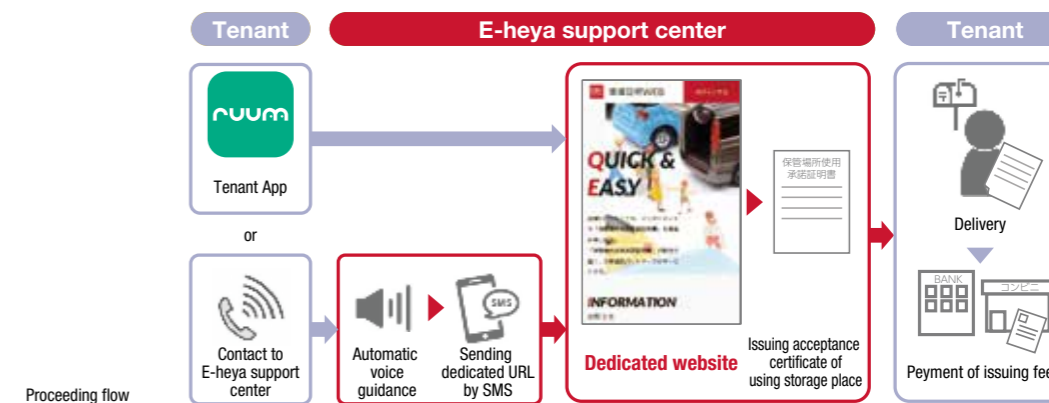 Tenant
E-heya support center
Tenant
ruum
Tenant App
or
Contact to
E-heya support
center
Automatic
voice
guidance
SMS
Sending
dedicated URL
by SMS
QUICK &
EASY
INFORMATION
Dedicated website
保管場所使用
承諾証明書
Issuing acceptance
certificate of
using storage place
Delivery
BANK
コンビニ
Peyment of issuing fee
Proceeding flow